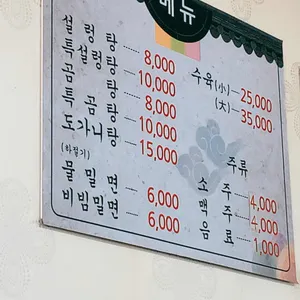 메뉴
설렁탕 8,000
특설렁탕 10,000
곰탕 8,000
특곰탕 10,000
도가니탕 15,000
(하절기)
물밀면 6,000
비빔밀면 6,000
수육(小) 25,000
(大) 35,000
주류
소주 4,000
맥주 4,000
음료 1,000